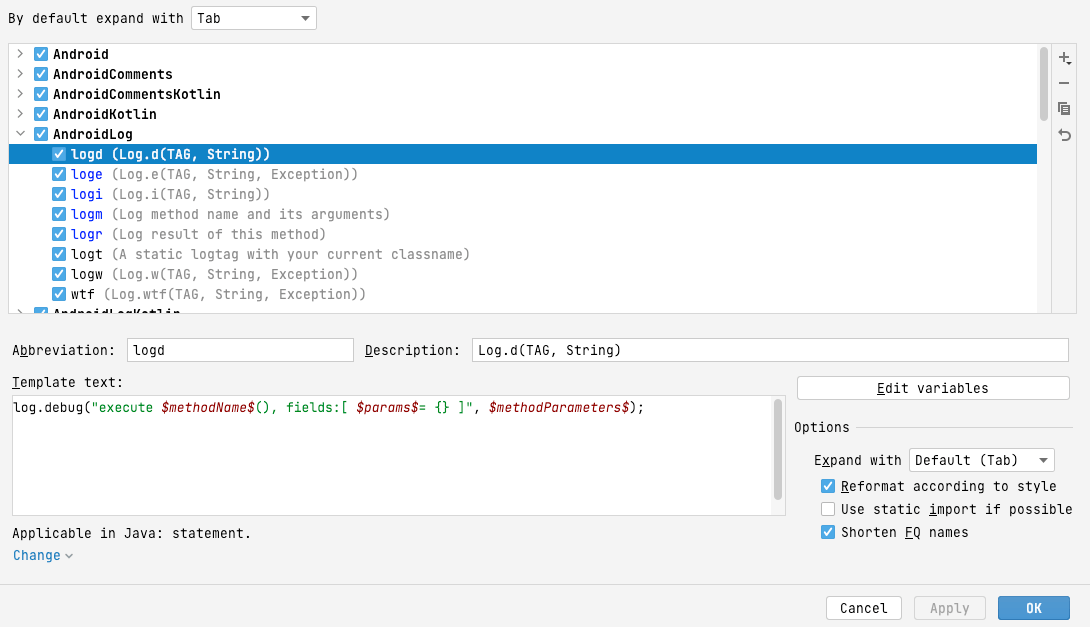 By default expand with Tab
Android
AndroidComments
AndroidCommentsKotlin
AndroidKotlin
AndroidLog
logd (Log.d(TAG, String))
loge (Log.e(TAG, String, Exception))
logi (Log.i(TAG, String))
logm (Log method name and its arguments)
logr (Log result of this method)
logt (A static logtag with your current classname)
logw (Log.w(TAG, String, Exception))
wtf (Log.wtf(TAG, String, Exception))
AndroidLogKotlin
Abbreviation: logd Description: Log.d(TAG, String)
Template text:
Edit variables
log.debug("execute $methodName$(), fields:[ $params$= {} ]", $methodParameters$);
Options
Expand with Default (Tab)
Reformat according to style
Use static import if possible
Shorten FQ names
Applicable in Java: statement.
Change
Cancel Apply OK